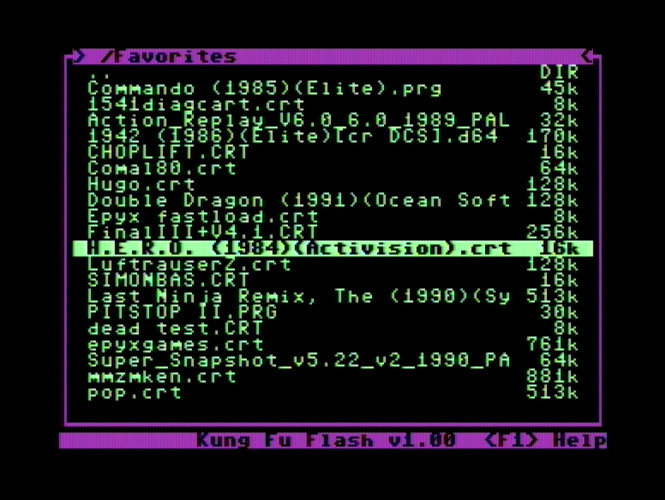 > /Favorites <
.. DIR
Commando (1985)(Elite).prg 45k
1541diagcart.crt 8k
Action_Replay_V6.0_6.0_1989_PAL 32k
1942 (1986)(Elite)[cr DCS].d64 170k
CHOPLIFT.CRT 16k
Comal80.crt 64k
Hugo.crt 128k
Double Dragon (1991)(Ocean Soft 128k
Epyx fastload.crt 8k
FinalIII+V4.1.CRT 256k
H.E.R.O. (1984)(Activision).crt 16k
LuftrauserZ.crt 128k
SIMONBAS.CRT 16k
Last Ninja Remix, The (1990)(Sy 513k
PITSTOP II.PRG 30k
dead test.CRT 8k
epyxgames.crt 761k
Super_Snapshot_v5.22_v2_1990_PA 64k
mmzmken.crt 881k
pop.crt 513k
Kung Fu Flash v1.00 <F1> Help